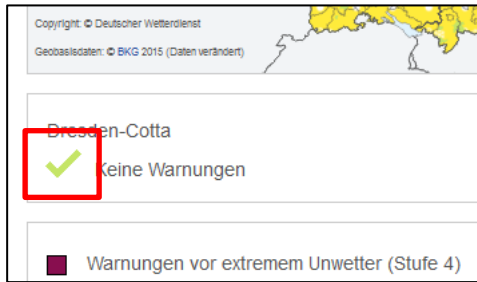 Copyright: © Deutscher Wetterdienst
Geobasisdaten: © BKG 2015 (Daten verändert)
Dresden-Cotta
Keine Warnungen
Warnungen vor extremem Unwetter (Stufe 4)